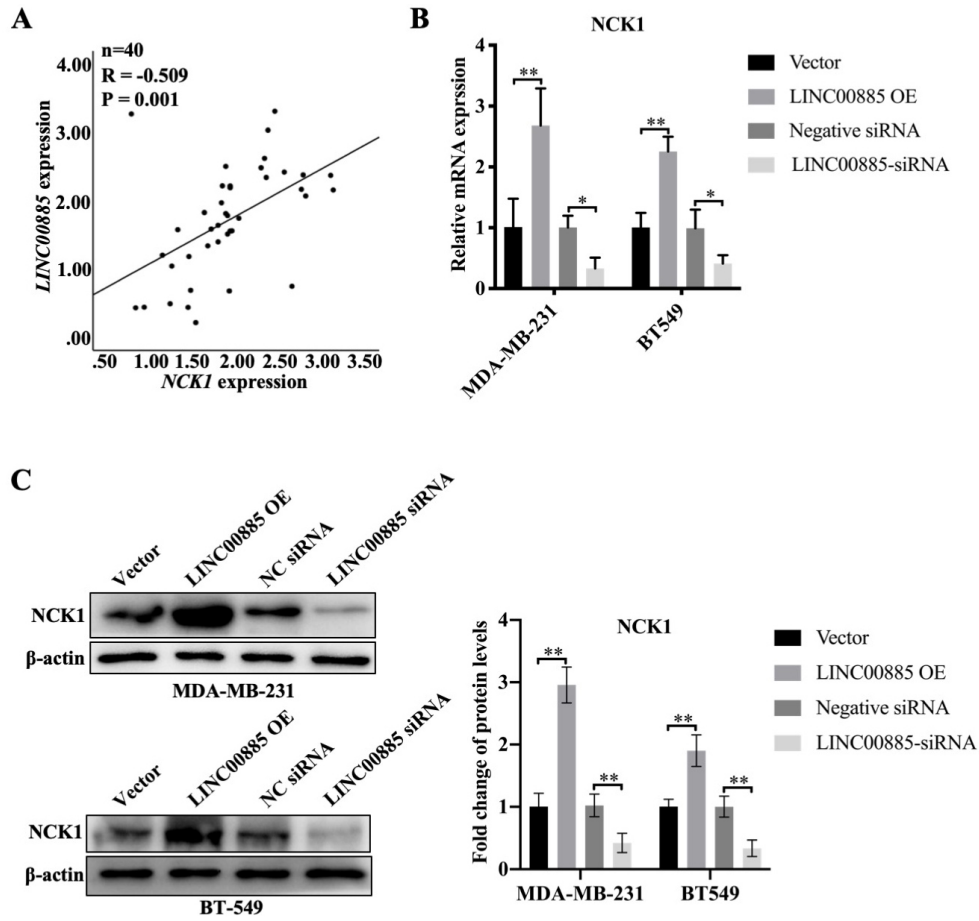 A
n=40
R = -0.509
P = 0.001
4.00
3.00
2.00
1.00
.00
LINC00885 expression
.50 1.00 1.50 2.00 2.50 3.00 3.50
NCK1 expression
B
NCK1
4
3
2
1
0
Relative mRNA exprssion
** * ** *
MDA-MB-231
BT549
Vector
LINC00885 OE
Negative siRNA
LINC00885-siRNA
C
Vector LINC00885 OE NC siRNA LINC00885 siRNA
NCK1
β-actin
MDA-MB-231
Vector LINC00885 OE NC siRNA LINC00885 siRNA
NCK1
β-actin
BT-549
NCK1
4
3
2
1
0
Fold change of protein levels
** ** ** **
MDA-MB-231 BT549
Vector
LINC00885 OE
Negative siRNA
LINC00885-siRNA